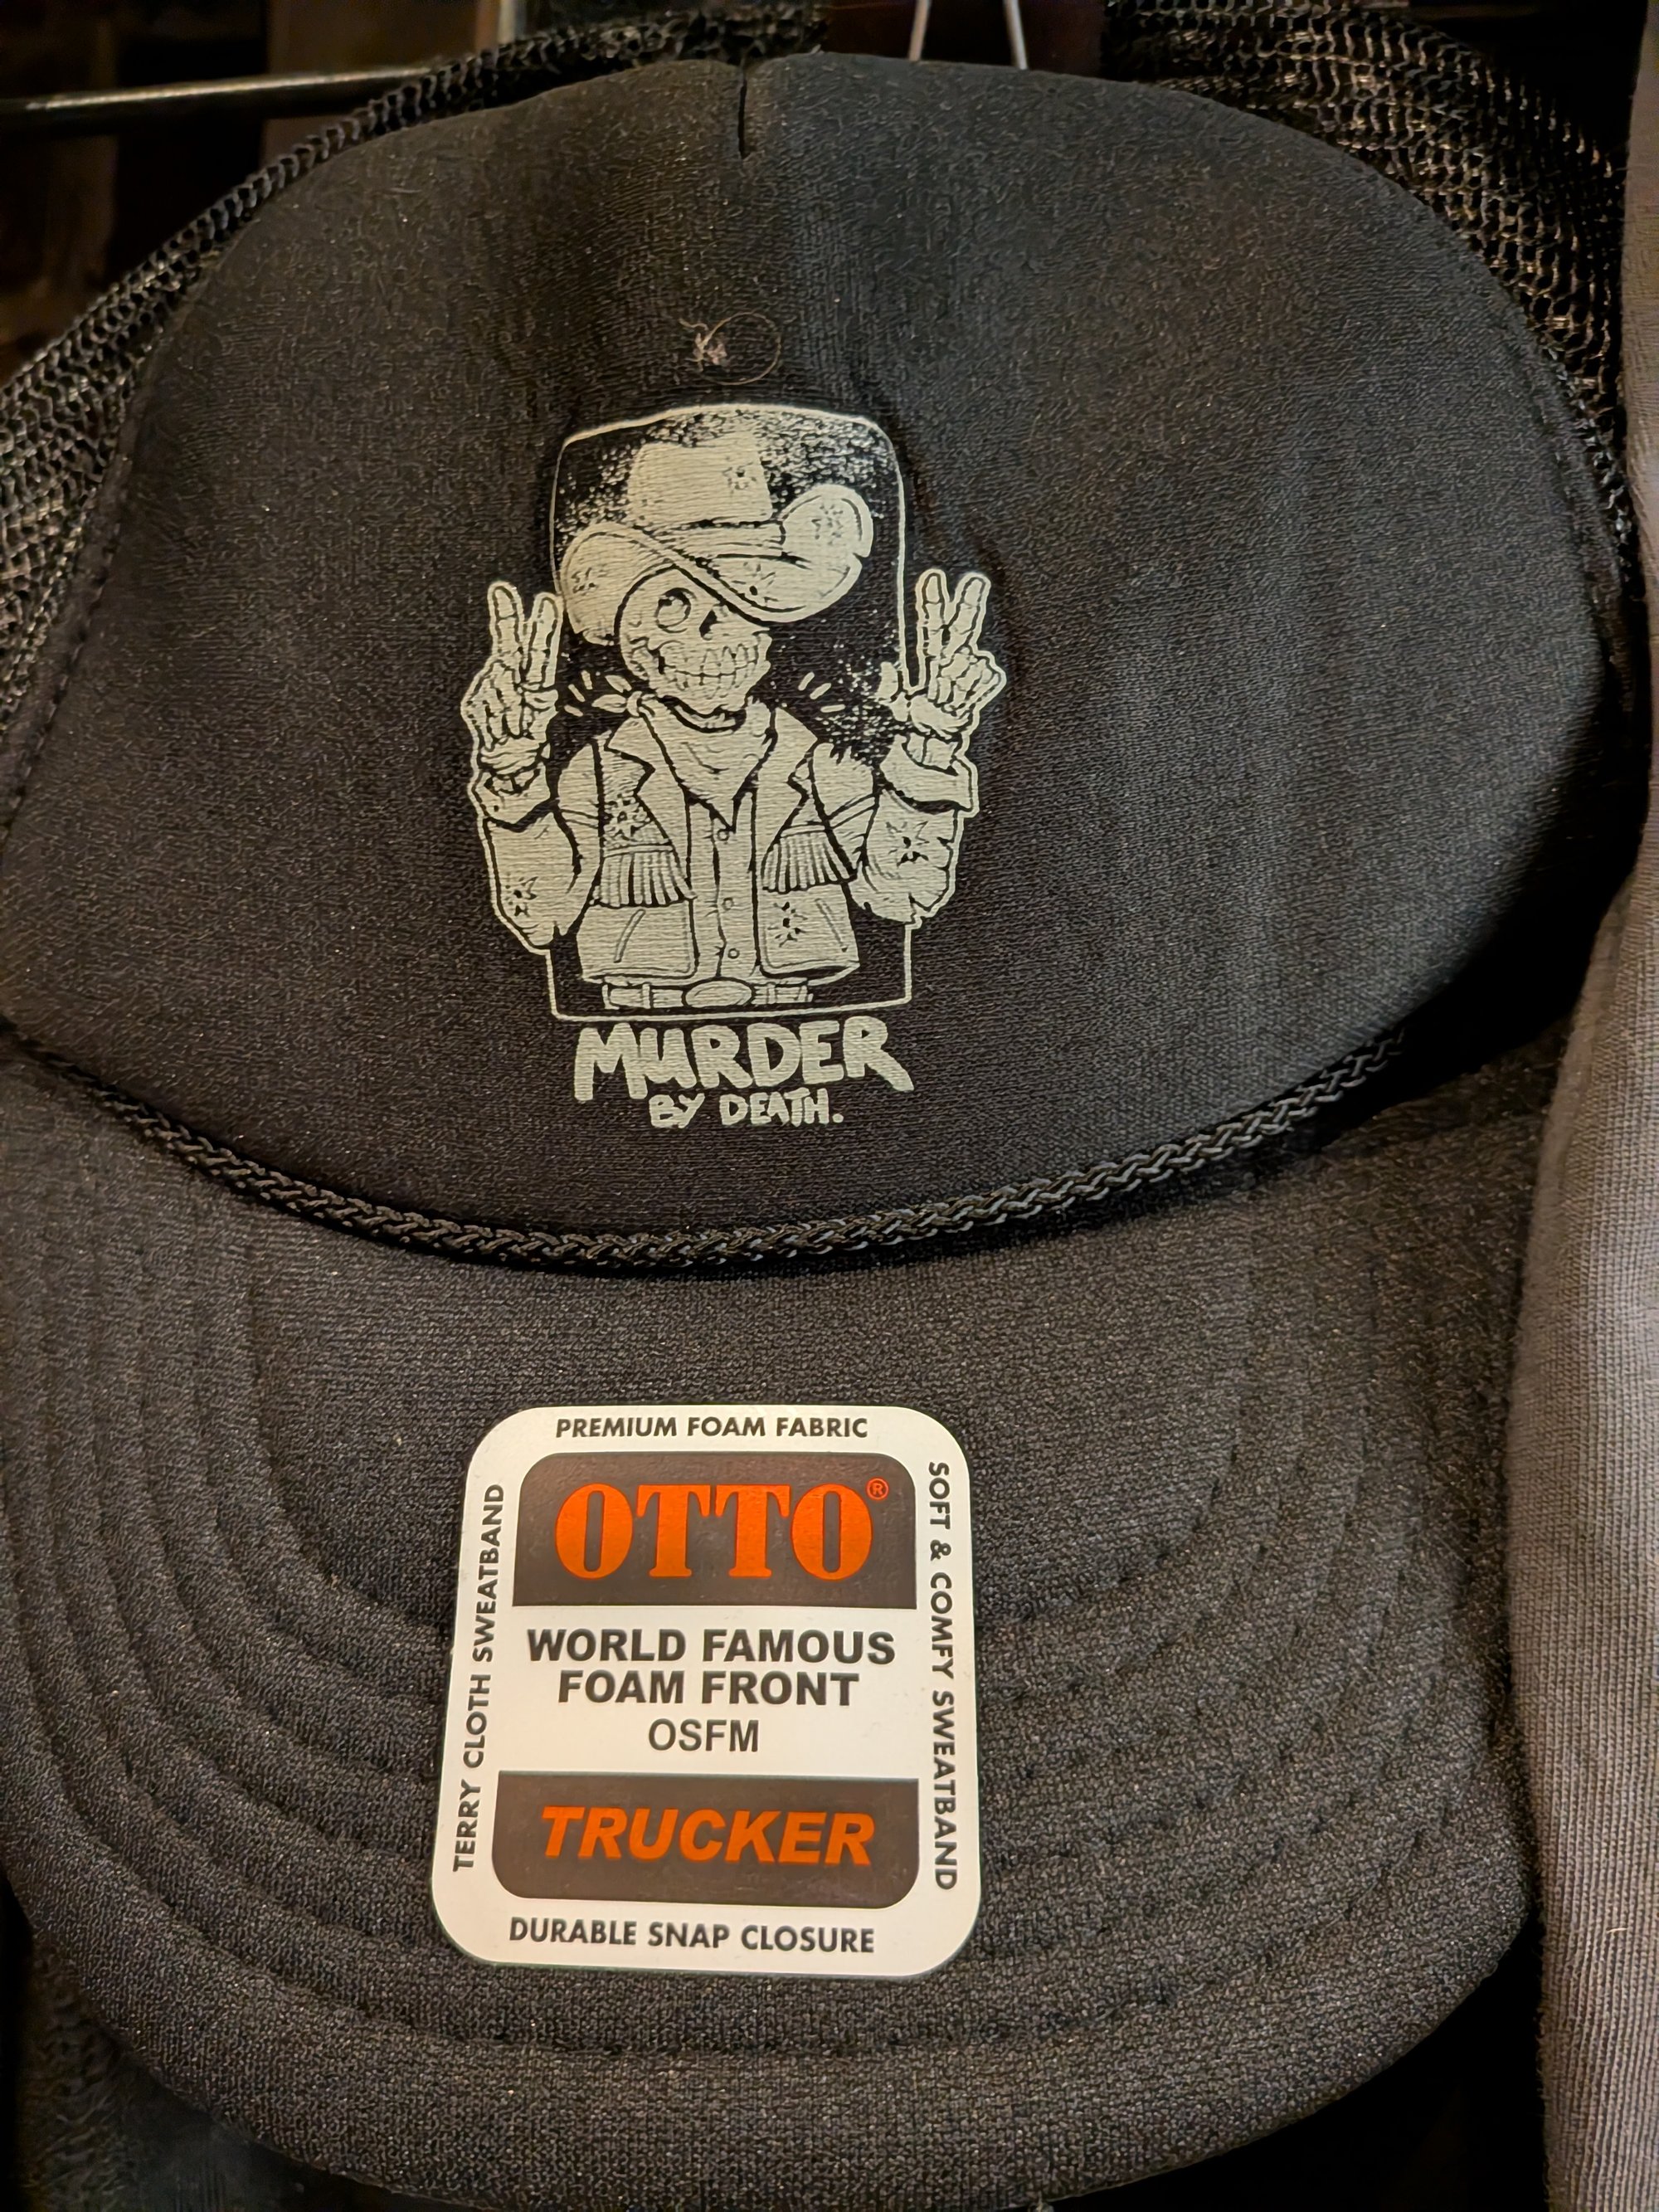 MURDER
BY DEATH.
PREMIUM FOAM FABRIC
OTTO®
WORLD FAMOUS
FOAM FRONT
OSFM
TRUCKER
DURABLE SNAP CLOSURE
TERRY CLOTH SWEATBAND
SOFT & COMFY SWEATBAND